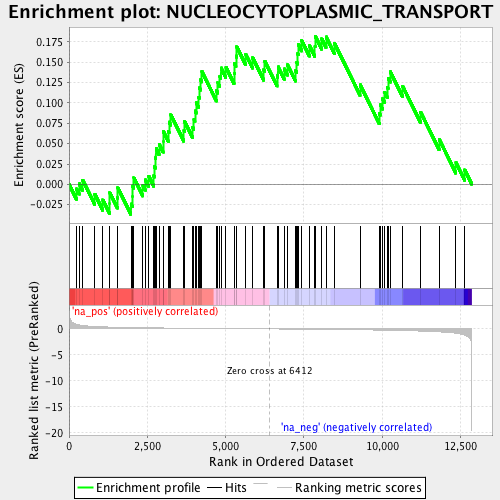 Enrichment plot: NUCLEOCYTOPLASMIC_TRANSPORT
Enrichment score (ES)
0.175
0.150
0.125
0.100
0.075
0.050
0.025
0.000
-0.025
'na_pos' (positively correlated)
Ranked list metric (PreRanked)
0
-5
-10
-15
-20
Zero cross at 6412
'na_neg' (negatively correlated)
0
2,500
5,000
7,500
10,000
12,500
Rank in Ordered Dataset
Enrichment profile
Hits
Ranking metric scores